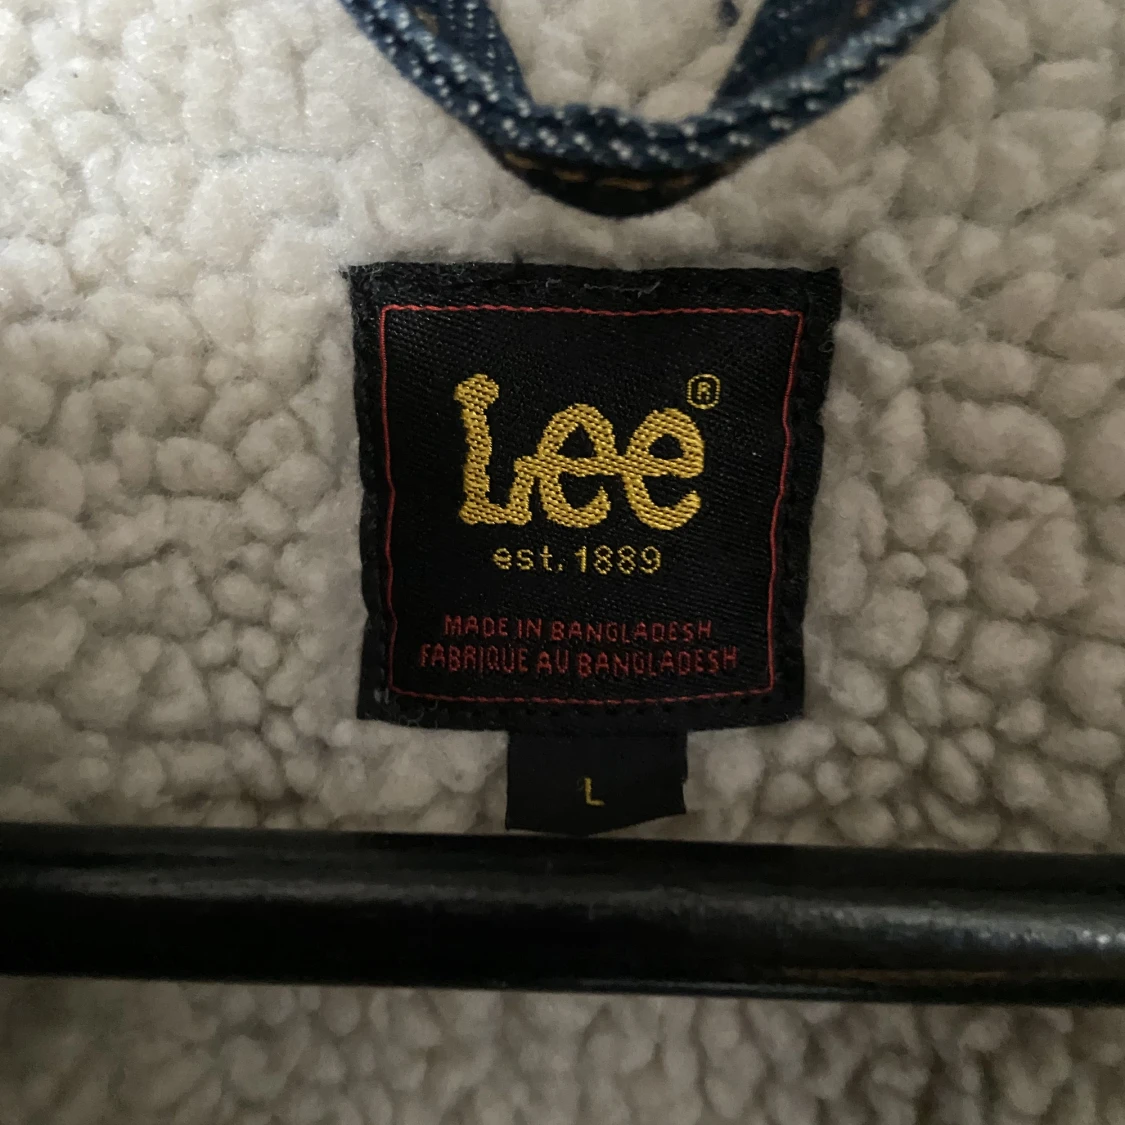 Lee®
est. 1889
MADE IN BANGLADESH
FABRIQUE AU BANGLADESH
L